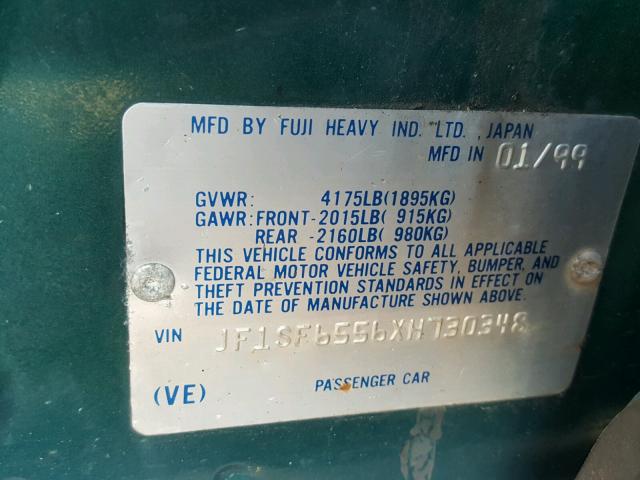 MFD BY FUJI HEAVY IND. LTD., JAPAN
MFD IN 01/99
GVWR: 4175LB(1895KG)
GAWR:FRONT-2015LB( 915KG)
REAR -2160LB( 980KG)
THIS VEHICLE CONFORMS TO ALL APPLICABLE
FEDERAL MOTOR VEHICLE SAFETY, BUMPER, AND
THEFT PREVENTION STANDARDS IN EFFECT ON
THE DATE OF MANUFACTURE SHOWN ABOVE.
VIN JF1SF6556XH730348
(VE) PASSENGER CAR